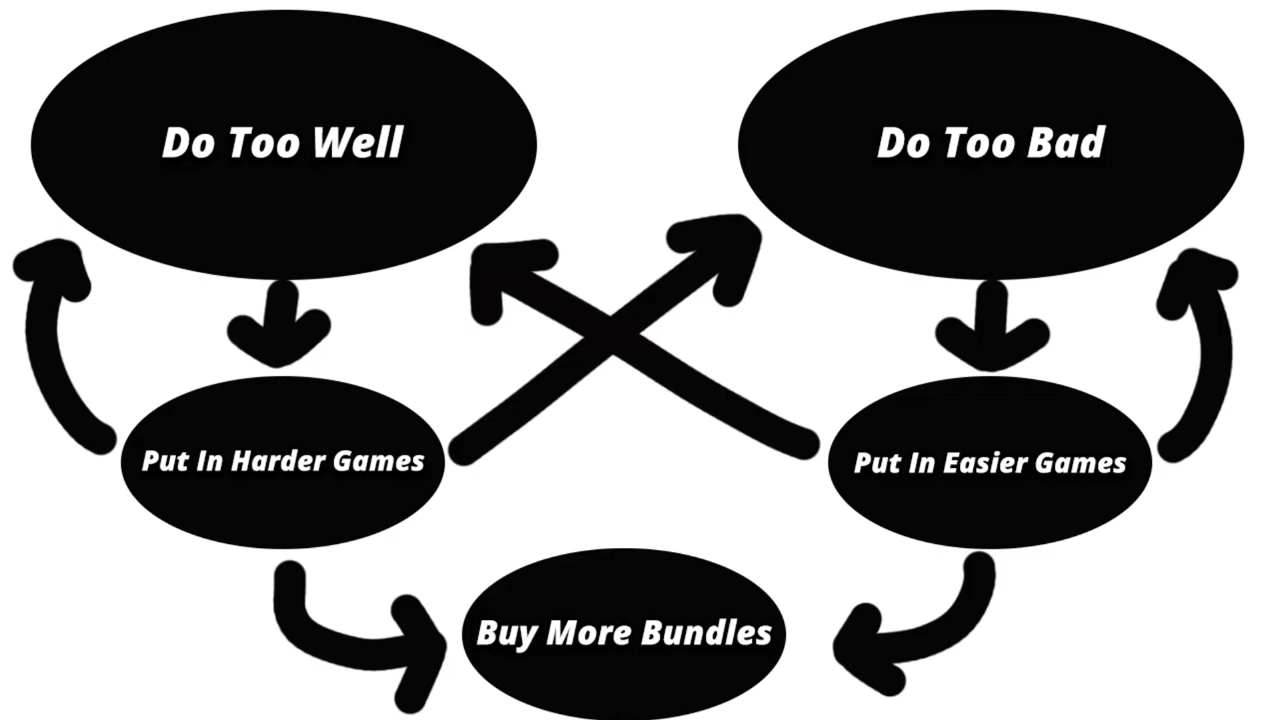 Do Too Well
Do Too Bad
Put In Harder Games
Put In Easier Games
Buy More Bundles